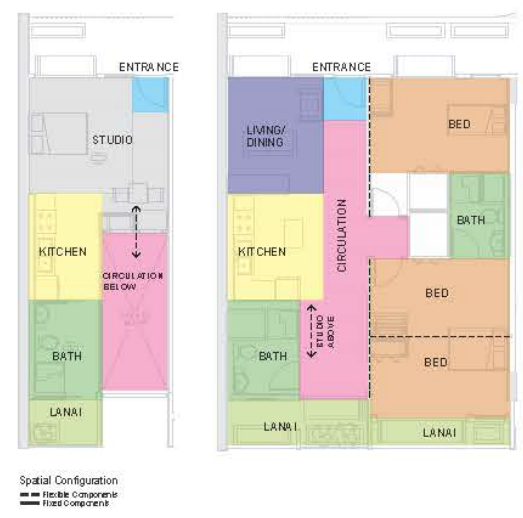 ENTRANCE
STUDIO
KITCHEN
CIRCULATION
BELOW
BATH
LANAI
ENTRANCE
LIVING/
DINING
BED
KITCHEN
CIRCULATION
BATH
BED
STUDIO
ABOVE
BATH
BED
LANAI
LANAI
Spatial Configuration
Flexible Components
Fixed Components